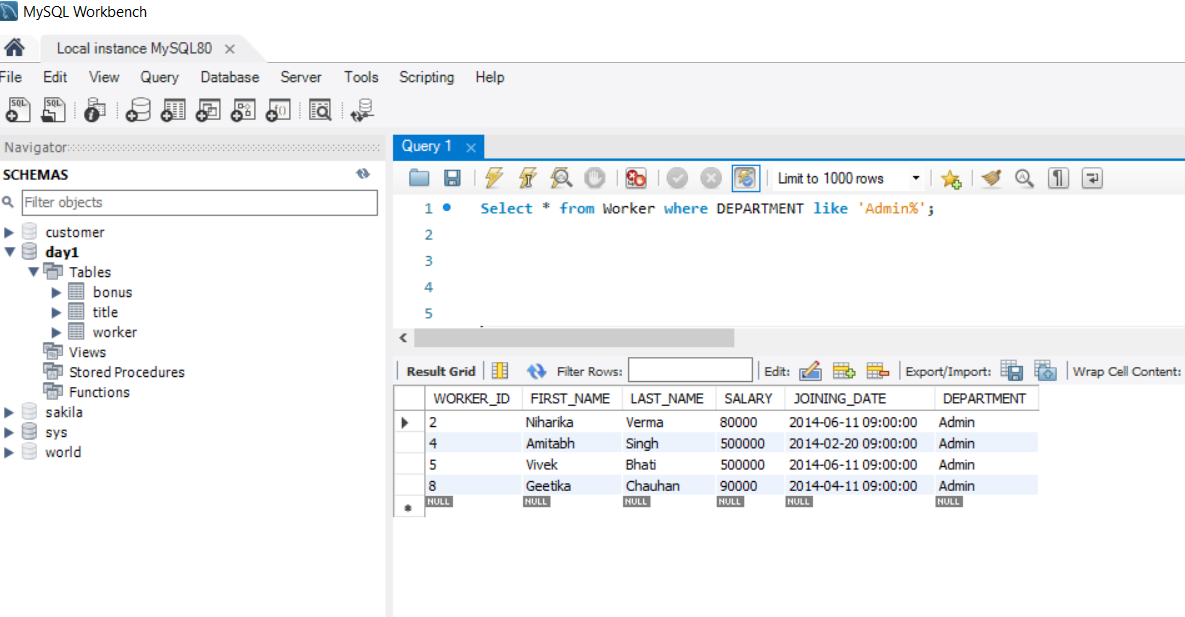 MySQL Workbench
Local instance MySQL80
File Edit View Query Database Server Tools Scripting Help
SQL SQL
Navigator
SCHEMAS
Filter objects
customer
day1
Tables
bonus
title
worker
Views
Stored Procedures
Functions
sakila
sys
world
Query 1
Limit to 1000 rows
1 Select * from Worker where DEPARTMENT like 'Admin%';
2
3
4
5
Result Grid Filter Rows: Edit: Export/Import: Wrap Cell Content:
WORKER_ID FIRST_NAME LAST_NAME SALARY JOINING_DATE DEPARTMENT
2 Niharika Verma 80000 2014-06-11 09:00:00 Admin
4 Amitabh Singh 500000 2014-02-20 09:00:00 Admin
5 Vivek Bhati 500000 2014-06-11 09:00:00 Admin
8 Geetika Chauhan 90000 2014-04-11 09:00:00 Admin
NULL NULL NULL NULL NULL NULL